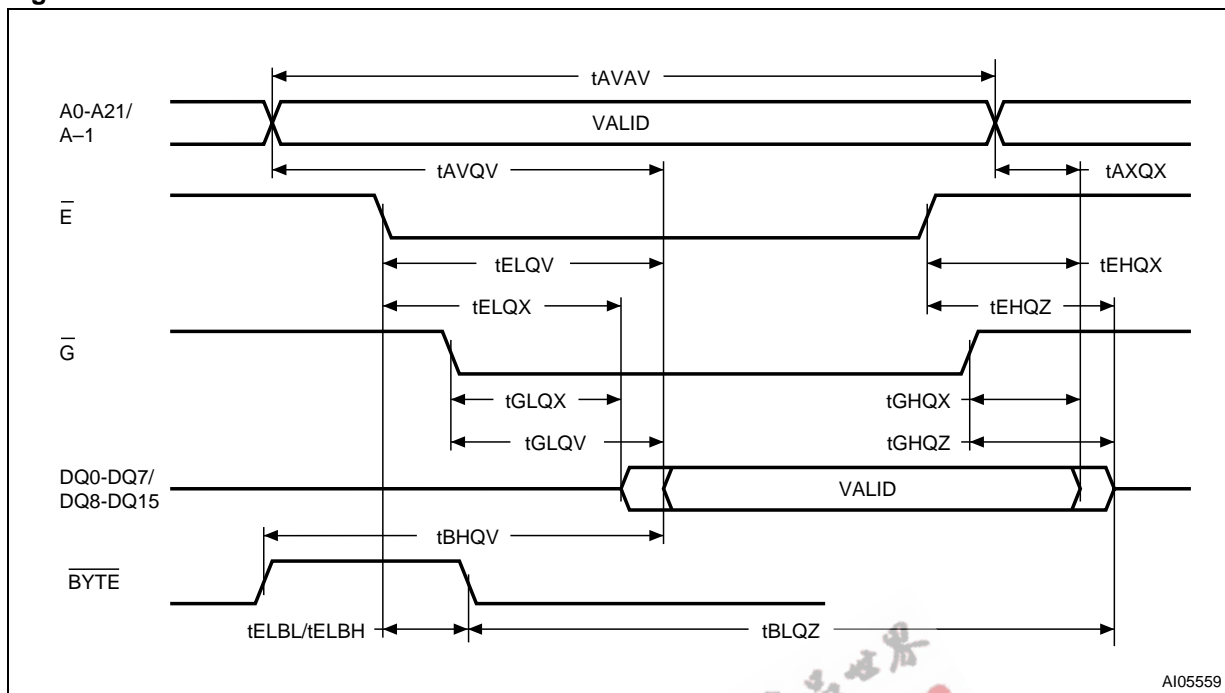 tAVAV
A0-A21/
A–1
VALID
tAVQV
tAXQX
E
tELQV
tEHQX
tELQX
tEHQZ
G
tGLQX
tGHQX
tGLQV
tGHQZ
DQ0-DQ7/
DQ8-DQ15
VALID
tBHQV
BYTE
tELBL/tELBH
tBLQZ
AI05559